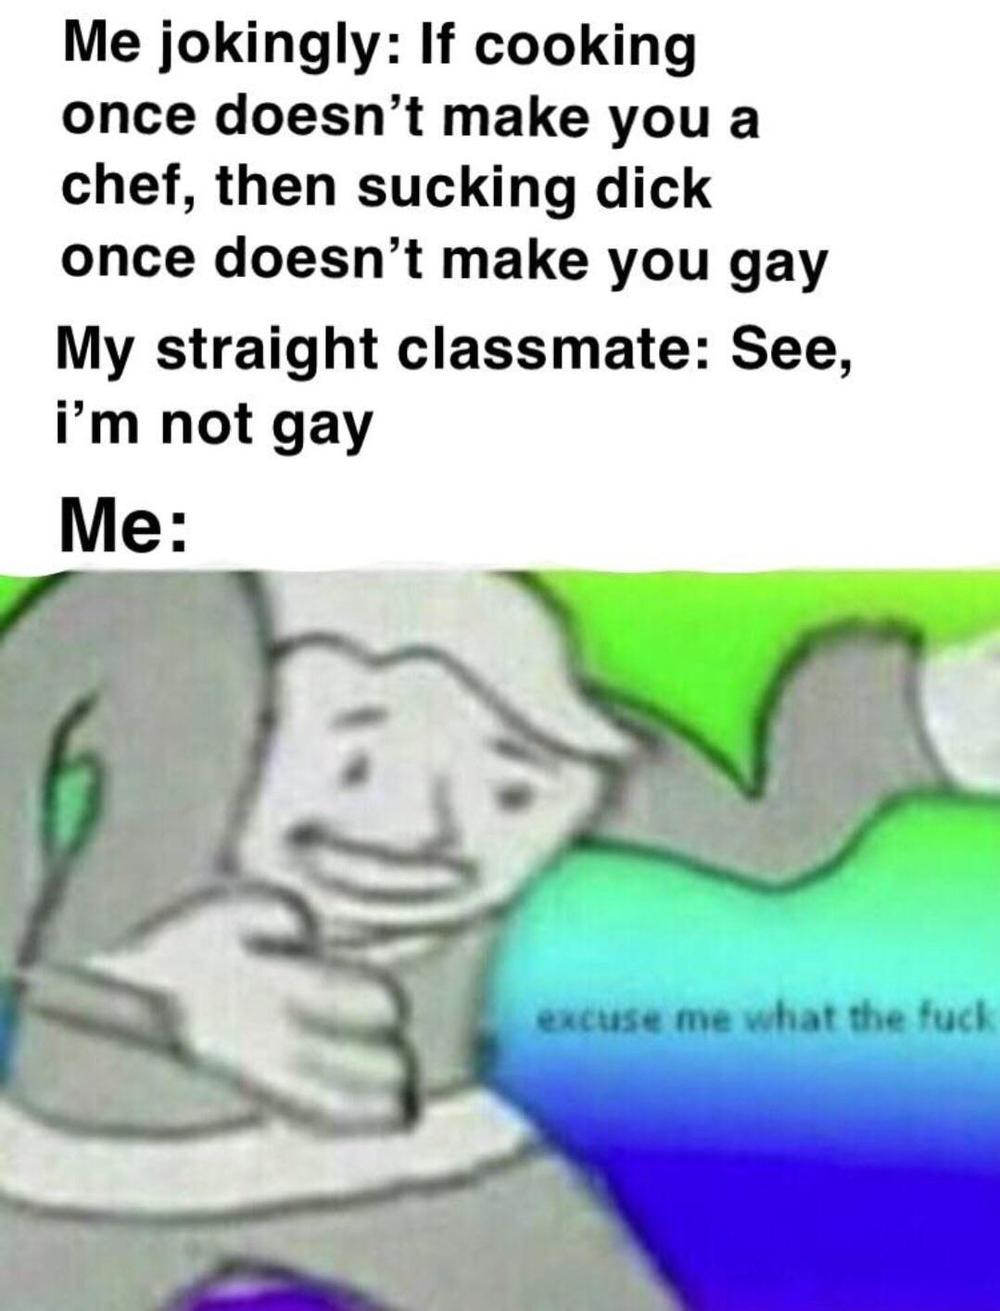 Me jokingly: If cooking
once doesn’t make you a
chef, then sucking dick
once doesn’t make you gay
My straight classmate: See,
i’m not gay
Me:
excuse me what the fuck